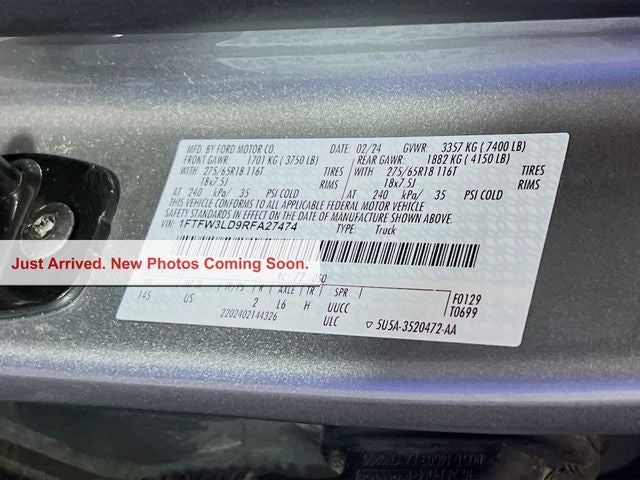 MFD. BY FORD MOTOR CO. DATE: 02/24 GVWR: 3357 KG ( 7400 LB)
FRONT GAWR: 1701 KG ( 3750 LB) REAR GAWR: 1882 KG ( 4150 LB)
WITH 275/65R18 116T TIRES WITH 275/65R18 116T TIRES
18x7.5J RIMS 18x7.5J RIMS
AT 240 kPa/ 35 PSI COLD AT 240 kPa/ 35 PSI COLD
THIS VEHICLE CONFORMS TO ALL APPLICABLE FEDERAL MOTOR VEHICLE
SAFETY STANDARDS IN EFFECT ON THE DATE OF MANUFACTURE SHOWN ABOVE.
VIN: 1FTFW3LD9RFA27474 TYPE: Truck
Just Arrived. New Photos Coming Soon.
R AXLE TR SPR
145 US 2 L6 H UUCC F0129
2202402144326 ULC T0699
5U5A-3520472-AA